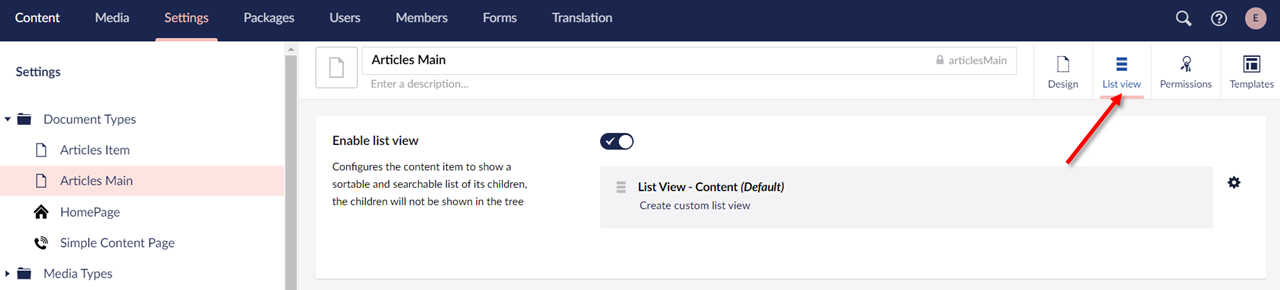 Content Media Settings Packages Users Members Forms Translation E
Settings
Document Types
Articles Item
Articles Main
HomePage
Simple Content Page
Media Types
Articles Main articlesMain
Enter a description...
Design List view Permissions Templates
Enable list view
Configures the content item to show a
sortable and searchable list of its children,
the children will not be shown in the tree
List View - Content (Default)
Create custom list view